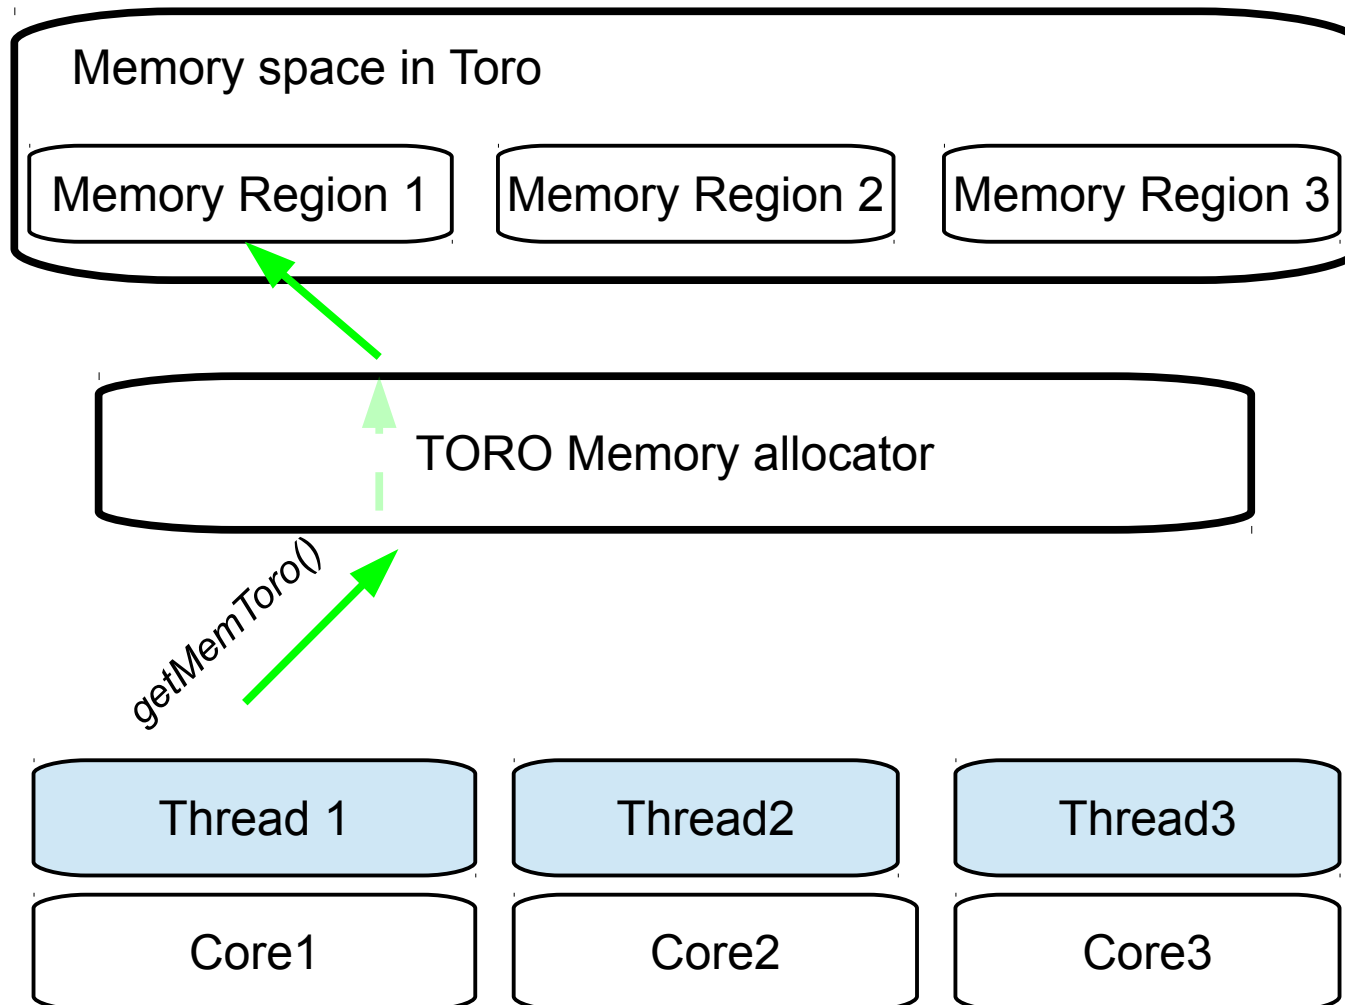 Memory space in Toro
Memory Region 1
Memory Region 2
Memory Region 3
TORO Memory allocator
getMemToro()
Thread 1
Thread2
Thread3
Core1
Core2
Core3